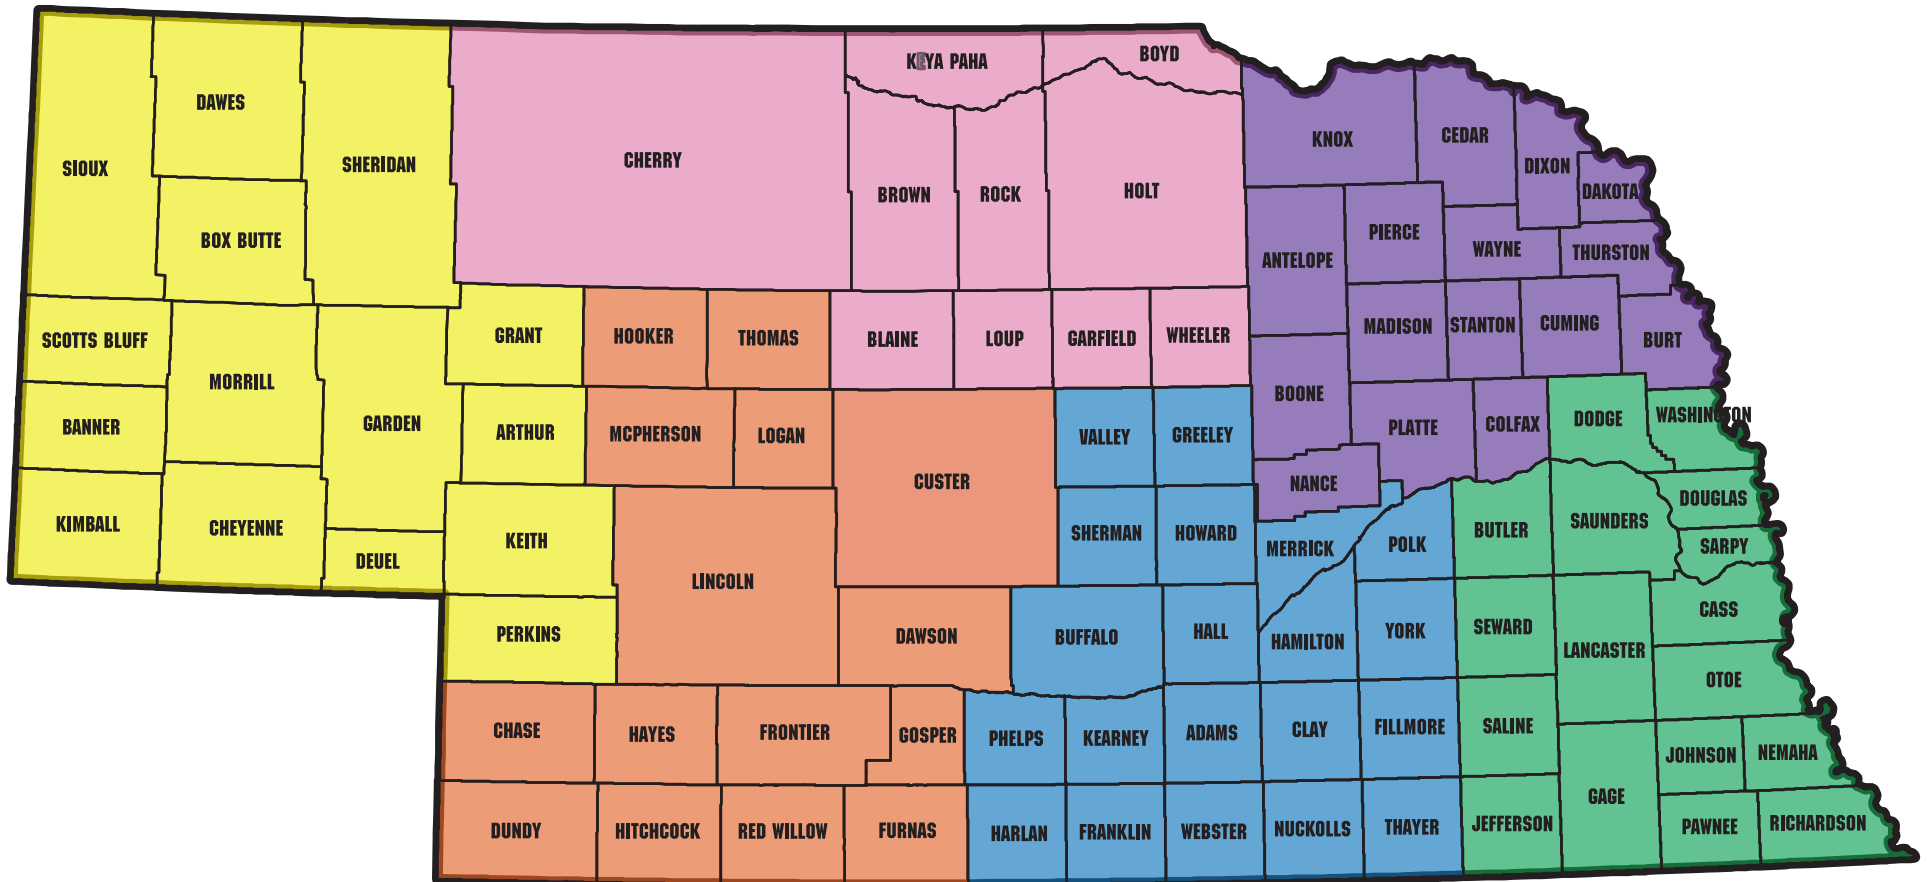 KEYA PAHA
BOYD
DAWES
SIOUX
SHERIDAN
CHERRY
BROWN
ROCK
HOLT
KNOX
CEDAR
DIXON
DAKOTA
BOX BUTTE
ANTELOPE
PIERCE
WAYNE
THURSTON
SCOTTS BLUFF
GRANT
HOOKER
THOMAS
BLAINE
LOUP
GARFIELD
WHEELER
MADISON
STANTON
CUMING
BURT
MORRILL
BANNER
GARDEN
ARTHUR
MCPHERSON
LOGAN
CUSTER
VALLEY
GREELEY
BOONE
PLATTE
COLFAX
DODGE
WASHINGTON
KIMBALL
CHEYENNE
DEUEL
KEITH
LINCOLN
SHERMAN
HOWARD
NANCE
MERRICK
POLK
BUTLER
SAUNDERS
DOUGLAS
SARPY
PERKINS
DAWSON
BUFFALO
HALL
HAMILTON
YORK
SEWARD
LANCASTER
CASS
OTOE
CHASE
HAYES
FRONTIER
GOSPER
PHELPS
KEARNEY
ADAMS
CLAY
FILLMORE
SALINE
JOHNSON
NEMAHA
DUNDY
HITCHCOCK
RED WILLOW
FURNAS
HARLAN
FRANKLIN
WEBSTER
NUCKOLLS
THAYER
JEFFERSON
GAGE
PAWNEE
RICHARDSON